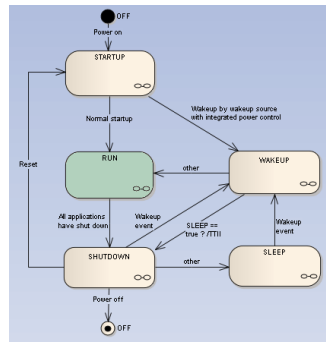 OFF
Power on
STARTUP
Wakeup by wakeup source
with integrated power control
Normal startup
Reset
RUN
other
WAKEUP
All applications
have shut down
Wakeup
event
SLEEP ==
true ? /TTII
Wakeup
event
SHUTDOWN
other
SLEEP
Power off
OFF